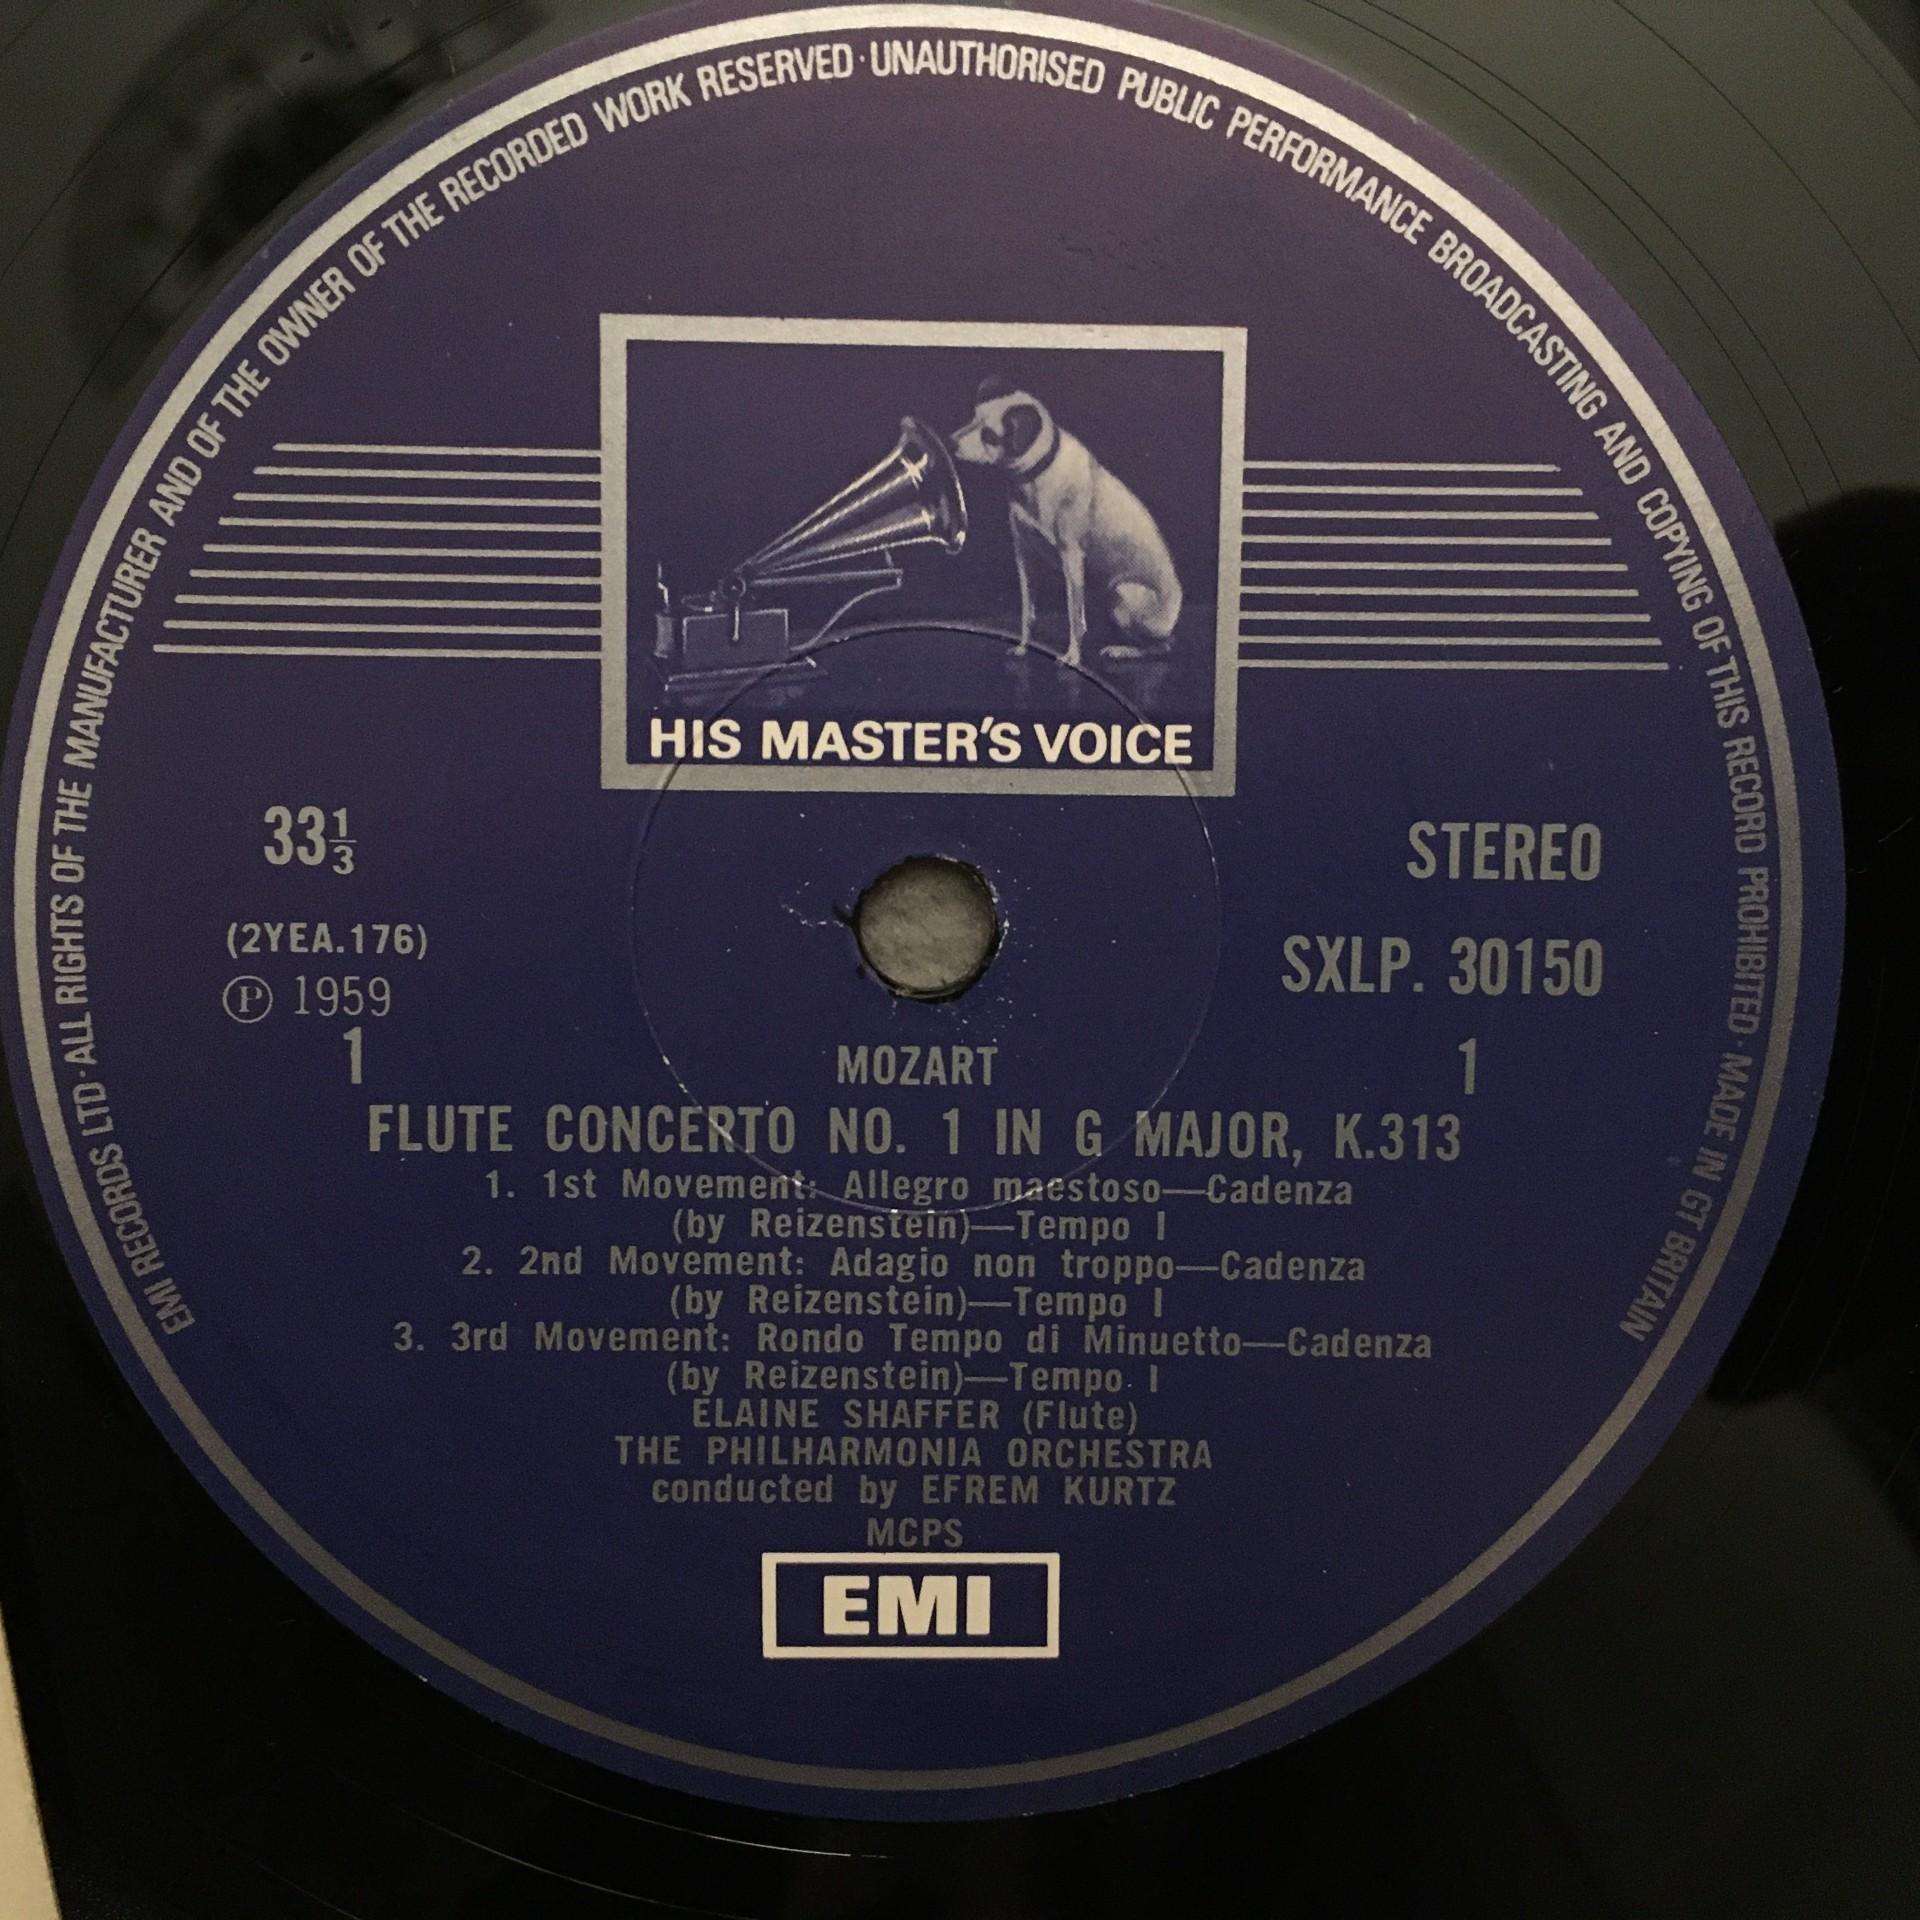 EMI RECORDS LTD · ALL RIGHTS OF THE MANUFACTURER AND OF THE OWNER OF THE RECORDED WORK RESERVED · UNAUTHORISED PUBLIC PERFORMANCE BROADCASTING AND COPYING OF THIS RECORD PROHIBITED · MADE IN GT BRITAIN
HIS MASTER'S VOICE
33⅓
STEREO
(2YEA.176)
SXLP. 30150
Ⓟ 1959
1
1
MOZART
FLUTE CONCERTO NO. 1 IN G MAJOR, K.313
1. 1st Movement: Allegro maestoso—Cadenza
(by Reizenstein)—Tempo I
2. 2nd Movement: Adagio non troppo—Cadenza
(by Reizenstein)—Tempo I
3. 3rd Movement: Rondo Tempo di Minuetto—Cadenza
(by Reizenstein)—Tempo I
ELAINE SHAFFER (Flute)
THE PHILHARMONIA ORCHESTRA
conducted by EFREM KURTZ
MCPS
EMI